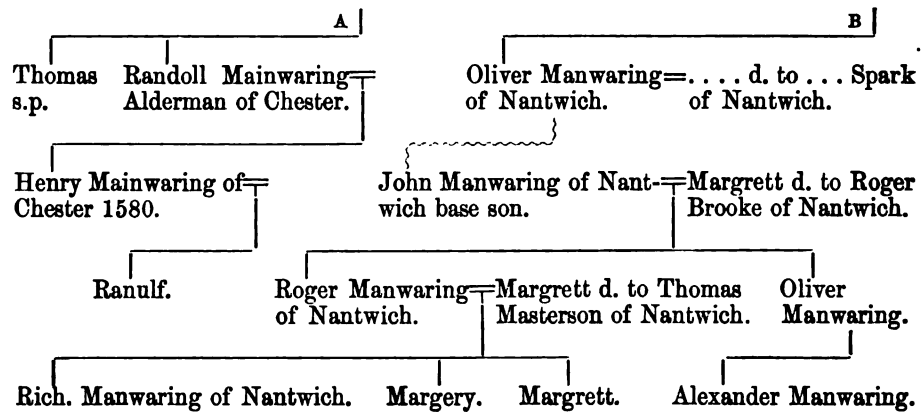 A
B
Thomas
s.p.
Randoll Mainwaring
Alderman of Chester.
Oliver Manwaring
of Nantwich.
. . . . d. to . . . Spark
of Nantwich.
Henry Mainwaring of
Chester 1580.
John Manwaring of Nant-
wich base son.
Margrett d. to Roger
Brooke of Nantwich.
Ranulf.
Roger Manwaring
of Nantwich.
Margrett d. to Thomas
Masterson of Nantwich.
Oliver
Manwaring.
Rich. Manwaring of Nantwich.
Margery.
Margrett.
Alexander Manwaring.